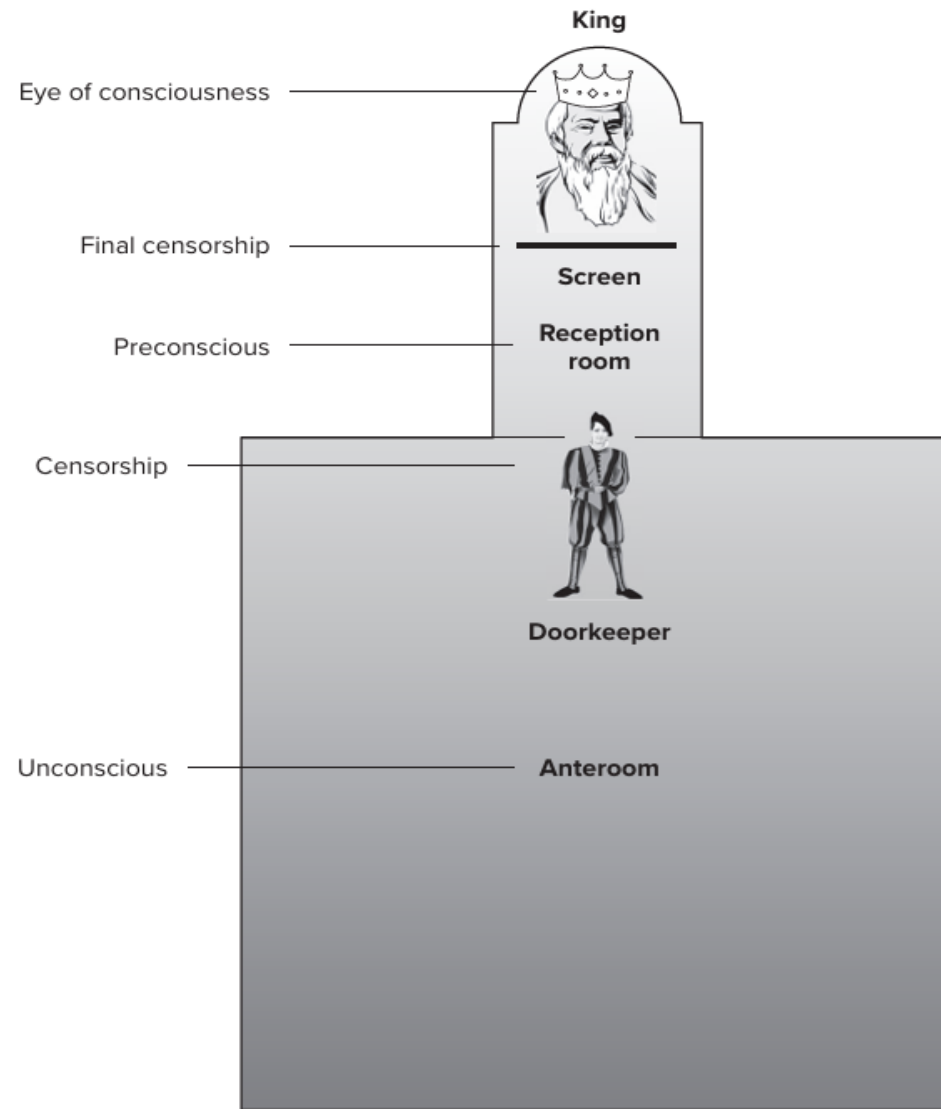 King
Eye of consciousness
Final censorship
Screen
Preconscious
Reception
room
Censorship
Doorkeeper
Unconscious
Anteroom